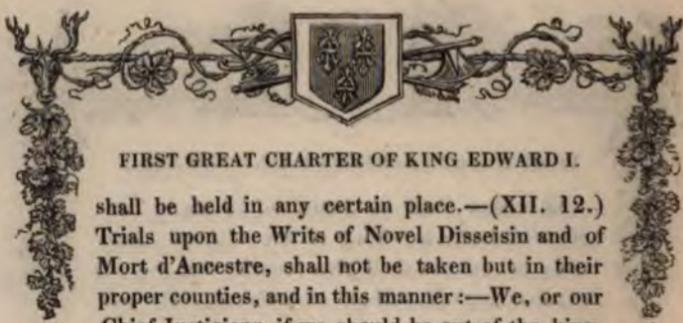 FIRST GREAT CHARTER OF KING EDWARD I.
shall be held in any certain place.—(XII. 12.)
Trials upon the Writs of Novel Disseisin and of
Mort d'Ancestre, shall not be taken but in their
proper counties, and in this manner:—We, or our